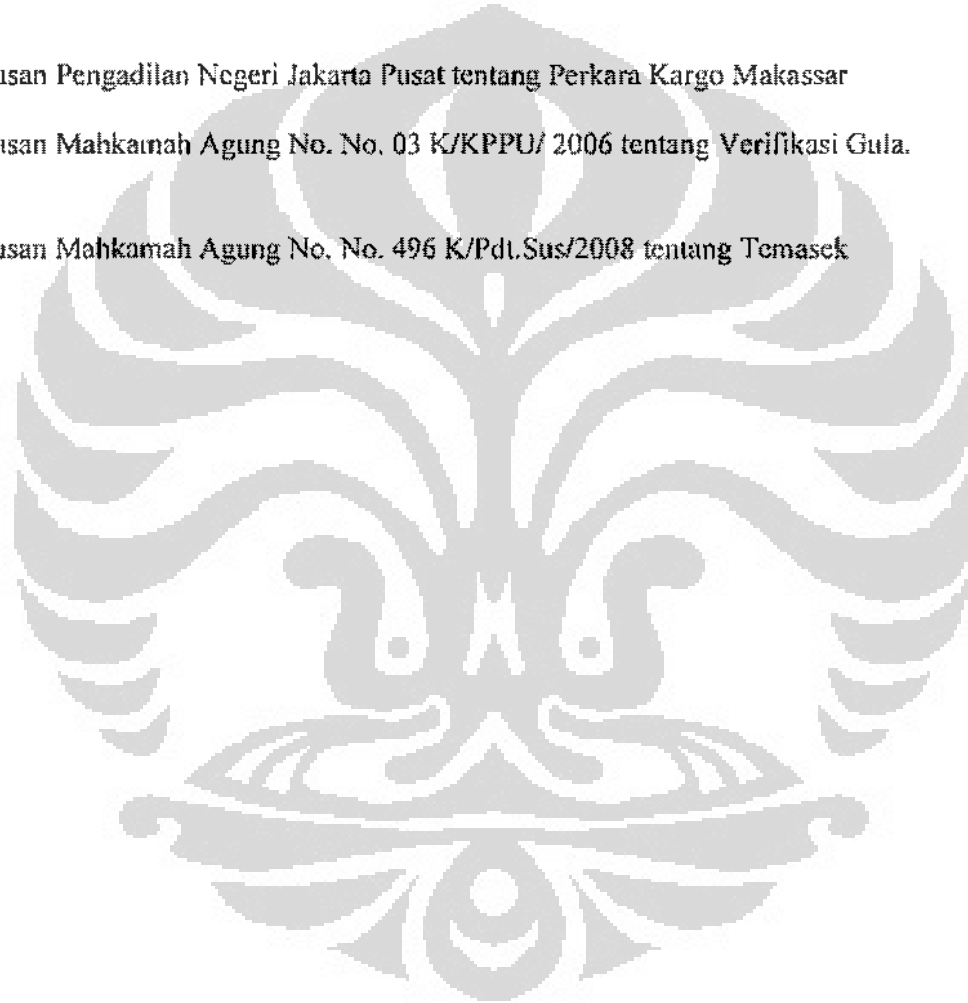 usan Pengadilan Negeri Jakarta Pusat tentang Perkara Kargo Makassar
usan Mahkamah Agung No. No. 03 K/KPPU/ 2006 tentang Verifikasi Gula.
usan Mahkamah Agung No. No. 496 K/Pdt.Sus/2008 tentang Temasek